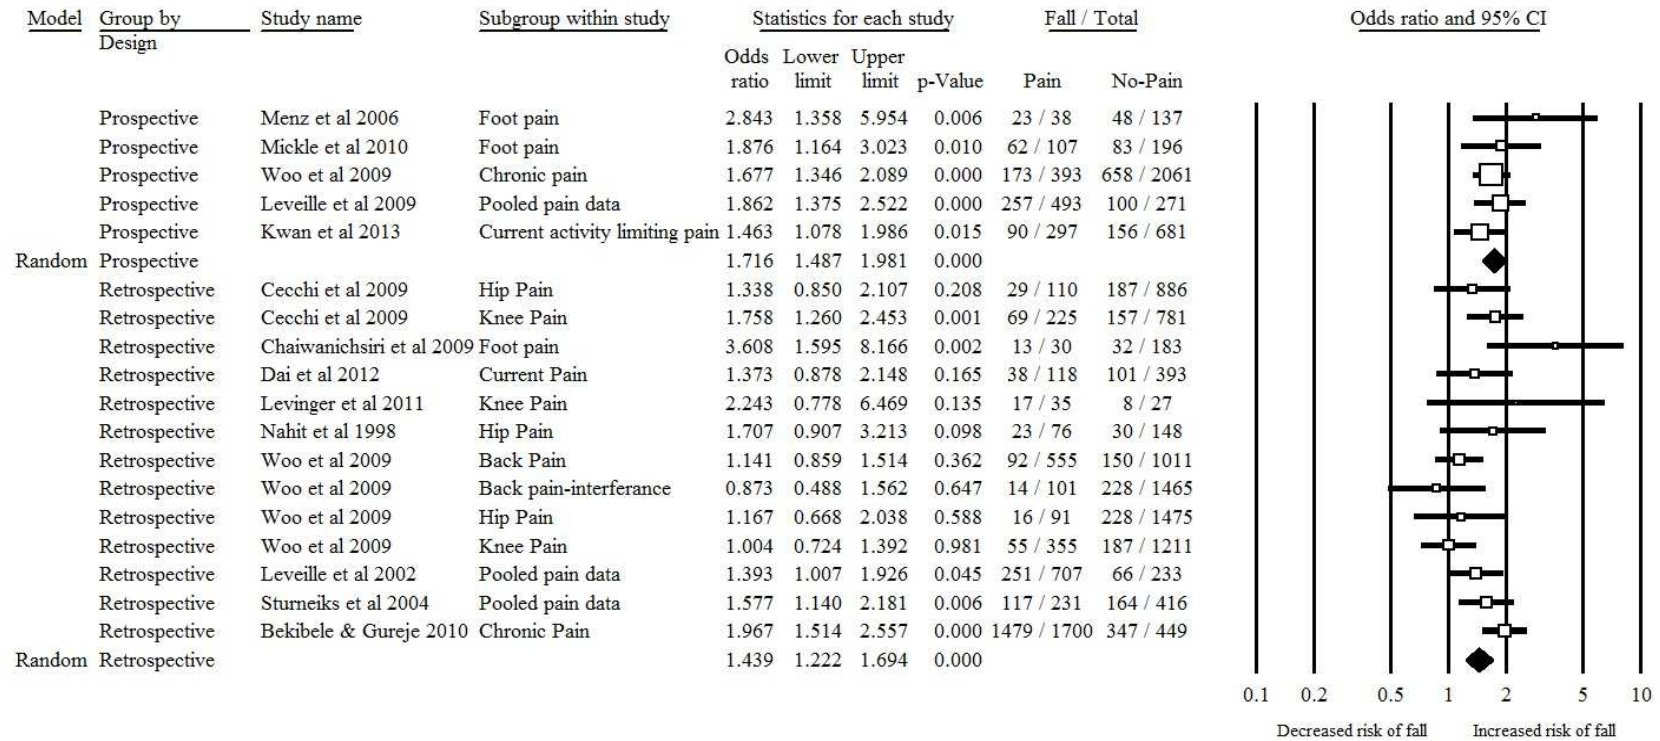 Model Group by Design Study name Subgroup within study Statistics for each study Fall / Total Odds ratio and 95% CI
Odds ratio Lower limit Upper limit p-Value Pain No-Pain
Prospective Menz et al 2006 Foot pain 2.843 1.358 5.954 0.006 23 / 38 48 / 137
Prospective Mickle et al 2010 Foot pain 1.876 1.164 3.023 0.010 62 / 107 83 / 196
Prospective Woo et al 2009 Chronic pain 1.677 1.346 2.089 0.000 173 / 393 658 / 2061
Prospective Leveille et al 2009 Pooled pain data 1.862 1.375 2.522 0.000 257 / 493 100 / 271
Prospective Kwan et al 2013 Current activity limiting pain 1.463 1.078 1.986 0.015 90 / 297 156 / 681
Random Prospective 1.716 1.487 1.981 0.000
Retrospective Cecchi et al 2009 Hip Pain 1.338 0.850 2.107 0.208 29 / 110 187 / 886
Retrospective Cecchi et al 2009 Knee Pain 1.758 1.260 2.453 0.001 69 / 225 157 / 781
Retrospective Chaiwanichsiri et al 2009 Foot pain 3.608 1.595 8.166 0.002 13 / 30 32 / 183
Retrospective Dai et al 2012 Current Pain 1.373 0.878 2.148 0.165 38 / 118 101 / 393
Retrospective Levinger et al 2011 Knee Pain 2.243 0.778 6.469 0.135 17 / 35 8 / 27
Retrospective Nahit et al 1998 Hip Pain 1.707 0.907 3.213 0.098 23 / 76 30 / 148
Retrospective Woo et al 2009 Back Pain 1.141 0.859 1.514 0.362 92 / 555 150 / 1011
Retrospective Woo et al 2009 Back pain-interferance 0.873 0.488 1.562 0.647 14 / 101 228 / 1465
Retrospective Woo et al 2009 Hip Pain 1.167 0.668 2.038 0.588 16 / 91 228 / 1475
Retrospective Woo et al 2009 Knee Pain 1.004 0.724 1.392 0.981 55 / 355 187 / 1211
Retrospective Leveille et al 2002 Pooled pain data 1.393 1.007 1.926 0.045 251 / 707 66 / 233
Retrospective Sturneiks et al 2004 Pooled pain data 1.577 1.140 2.181 0.006 117 / 231 164 / 416
Retrospective Bekibele & Gureje 2010 Chronic Pain 1.967 1.514 2.557 0.000 1479 / 1700 347 / 449
Random Retrospective 1.439 1.222 1.694 0.000
0.1 0.2 0.5 1 2 5 10
Decreased risk of fall Increased risk of fall